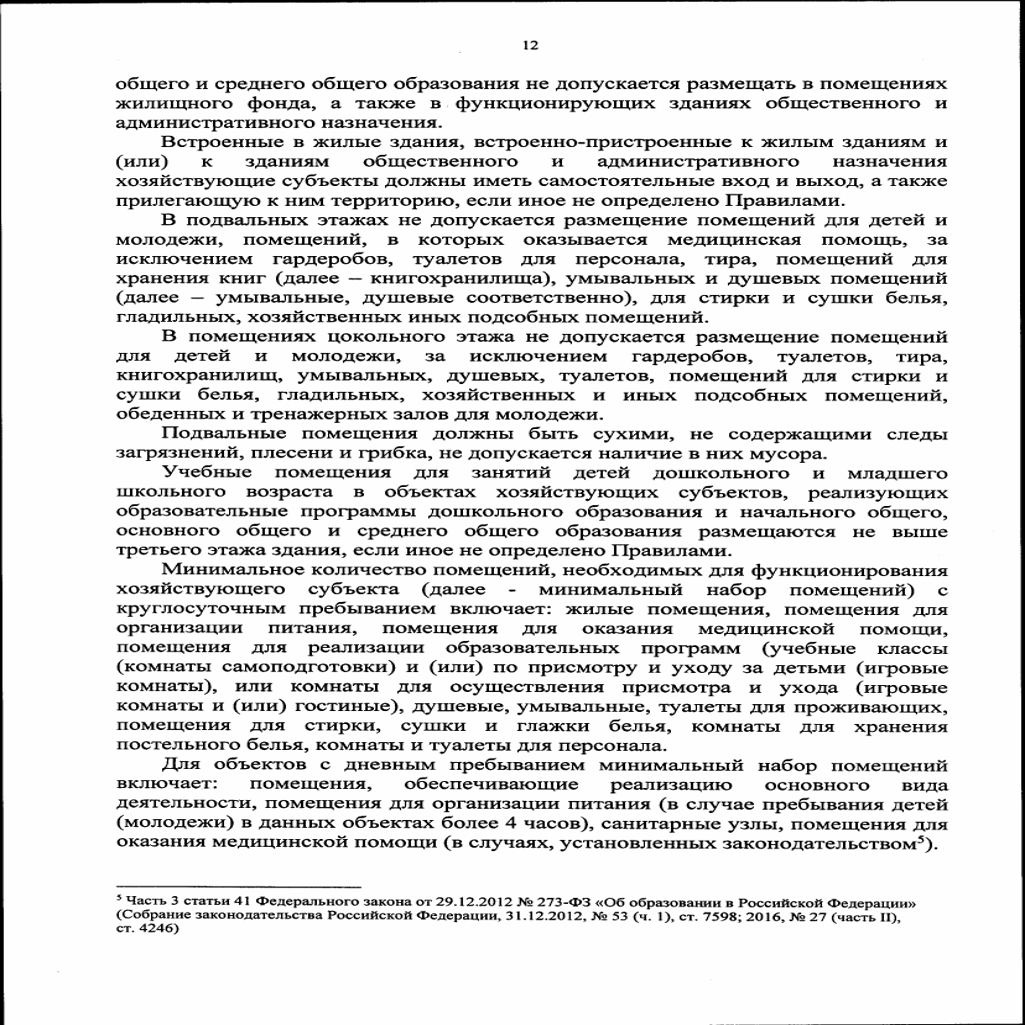 12
общего и среднего общего образования не допускается размещать в помещениях
жилищного фонда, а также в функционирующих зданиях общественного и
административного назначения.
Встроенные в жилые здания, встроенно-пристроенные к жилым зданиям и
(или) к зданиям общественного и административного назначения
хозяйствующие субъекты должны иметь самостоятельные вход и выход, а также
прилегающую к ним территорию, если иное не определено Правилами.
В подвальных этажах не допускается размещение помещений для детей и
молодежи, помещений, в которых оказывается медицинская помощь, за
исключением гардеробов, туалетов для персонала, тира, помещений для
хранения книг (далее – книгохранилища), умывальных и душевых помещений
(далее – умывальные, душевые соответственно), для стирки и сушки белья,
гладильных, хозяйственных иных подсобных помещений.
В помещениях цокольного этажа не допускается размещение помещений
для детей и молодежи, за исключением гардеробов, туалетов, тира,
книгохранилищ, умывальных, душевых, туалетов, помещений для стирки и
сушки белья, гладильных, хозяйственных и иных подсобных помещений,
обеденных и тренажерных залов для молодежи.
Подвальные помещения должны быть сухими, не содержащими следы
загрязнений, плесени и грибка, не допускается наличие в них мусора.
Учебные помещения для занятий детей дошкольного и младшего
школьного возраста в объектах хозяйствующих субъектов, реализующих
образовательные программы дошкольного образования и начального общего,
основного общего и среднего общего образования размещаются не выше
третьего этажа здания, если иное не определено Правилами.
Минимальное количество помещений, необходимых для функционирования
хозяйствующего субъекта (далее - минимальный набор помещений) с
круглосуточным пребыванием включает: жилые помещения, помещения для
организации питания, помещения для оказания медицинской помощи,
помещения для реализации образовательных программ (учебные классы
(комнаты самоподготовки) и (или) по присмотру и уходу за детьми (игровые
комнаты), или комнаты для осуществления присмотра и ухода (игровые
комнаты и (или) гостиные), душевые, умывальные, туалеты для проживающих,
помещения для стирки, сушки и глажки белья, комнаты для хранения
постельного белья, комнаты и туалеты для персонала.
Для объектов с дневным пребыванием минимальный набор помещений
включает: помещения, обеспечивающие реализацию основного вида
деятельности, помещения для организации питания (в случае пребывания детей
(молодежи) в данных объектах более 4 часов), санитарные узлы, помещения для
оказания медицинской помощи (в случаях, установленных законодательством⁵).
⁵ Часть 3 статьи 41 Федерального закона от 29.12.2012 № 273-ФЗ «Об образовании в Российской Федерации»
(Собрание законодательства Российской Федерации, 31.12.2012, № 53 (ч. 1), ст. 7598; 2016, № 27 (часть II),
ст. 4246)